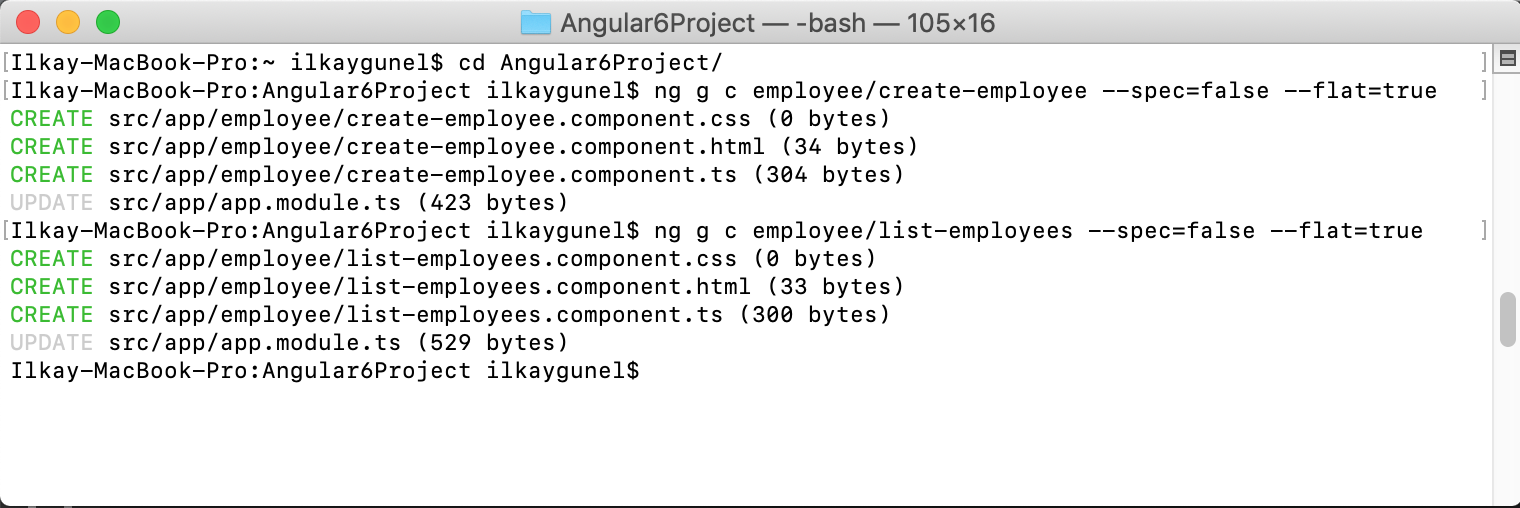 Angular6Project — -bash — 105×16
[Ilkay-MacBook-Pro:~ ilkaygunel$ cd Angular6Project/ ]
[Ilkay-MacBook-Pro:Angular6Project ilkaygunel$ ng g c employee/create-employee --spec=false --flat=true ]
CREATE src/app/employee/create-employee.component.css (0 bytes)
CREATE src/app/employee/create-employee.component.html (34 bytes)
CREATE src/app/employee/create-employee.component.ts (304 bytes)
UPDATE src/app/app.module.ts (423 bytes)
[Ilkay-MacBook-Pro:Angular6Project ilkaygunel$ ng g c employee/list-employees --spec=false --flat=true ]
CREATE src/app/employee/list-employees.component.css (0 bytes)
CREATE src/app/employee/list-employees.component.html (33 bytes)
CREATE src/app/employee/list-employees.component.ts (300 bytes)
UPDATE src/app/app.module.ts (529 bytes)
Ilkay-MacBook-Pro:Angular6Project ilkaygunel$